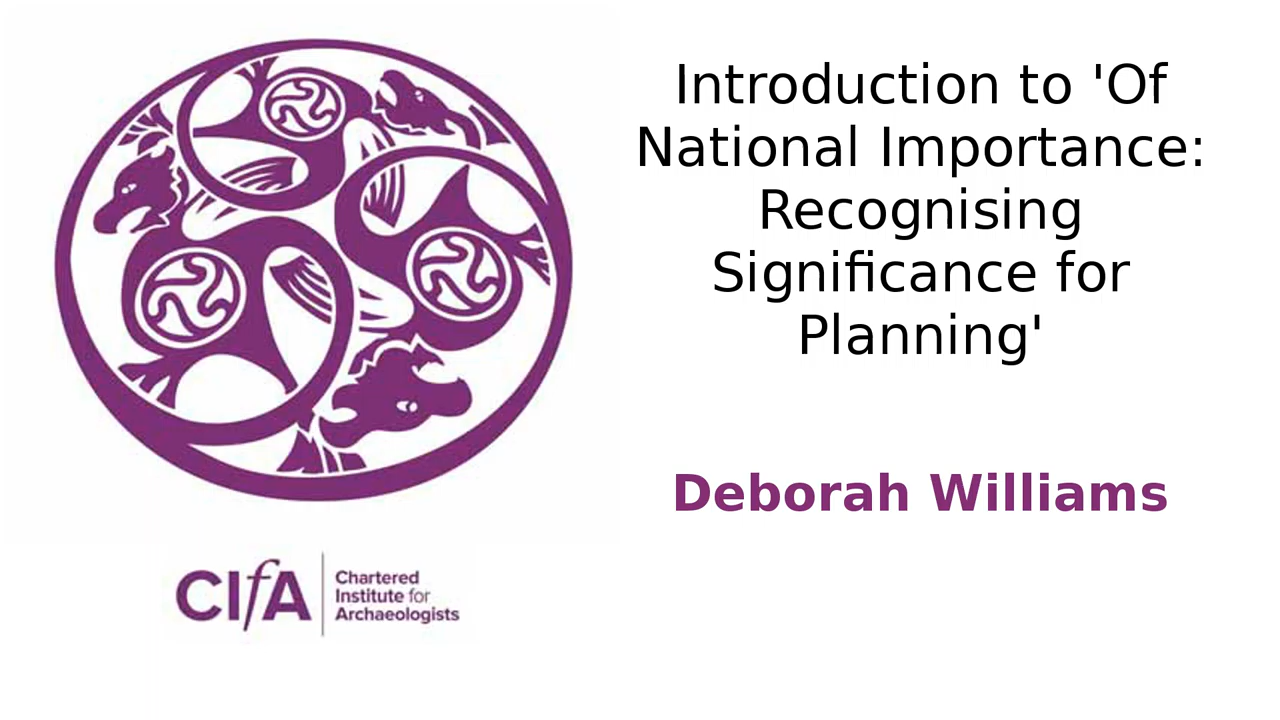 Introduction to 'Of
National Importance:
Recognising
Significance for
Planning'
Deborah Williams
CIfA
Chartered
Institute for
Archaeologists